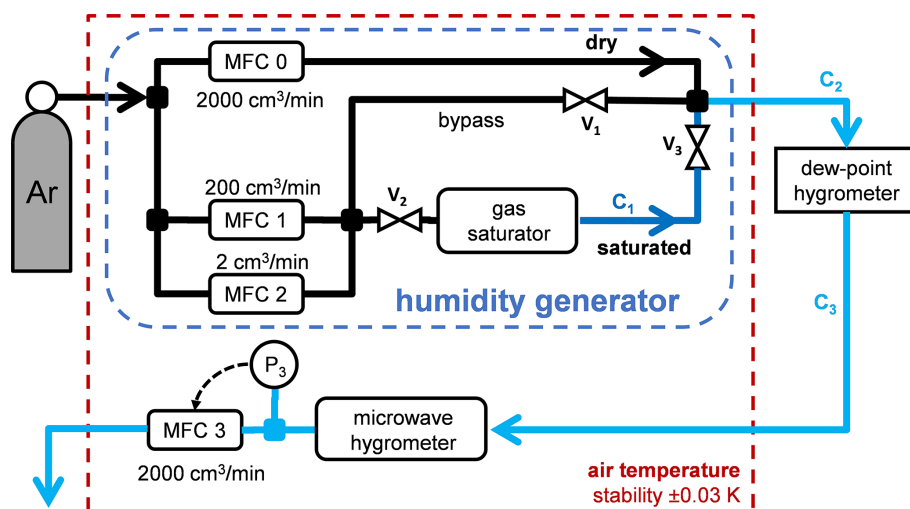 MFC 0
dry
2000 cm³/min
Ar
bypass
V₁
V₃
C₂
dew-point
hygrometer
200 cm³/min
MFC 1
V₂
gas
saturator
C₁
saturated
2 cm³/min
MFC 2
humidity generator
C₃
P₃
MFC 3
2000 cm³/min
microwave
hygrometer
air temperature
stability ±0.03 K